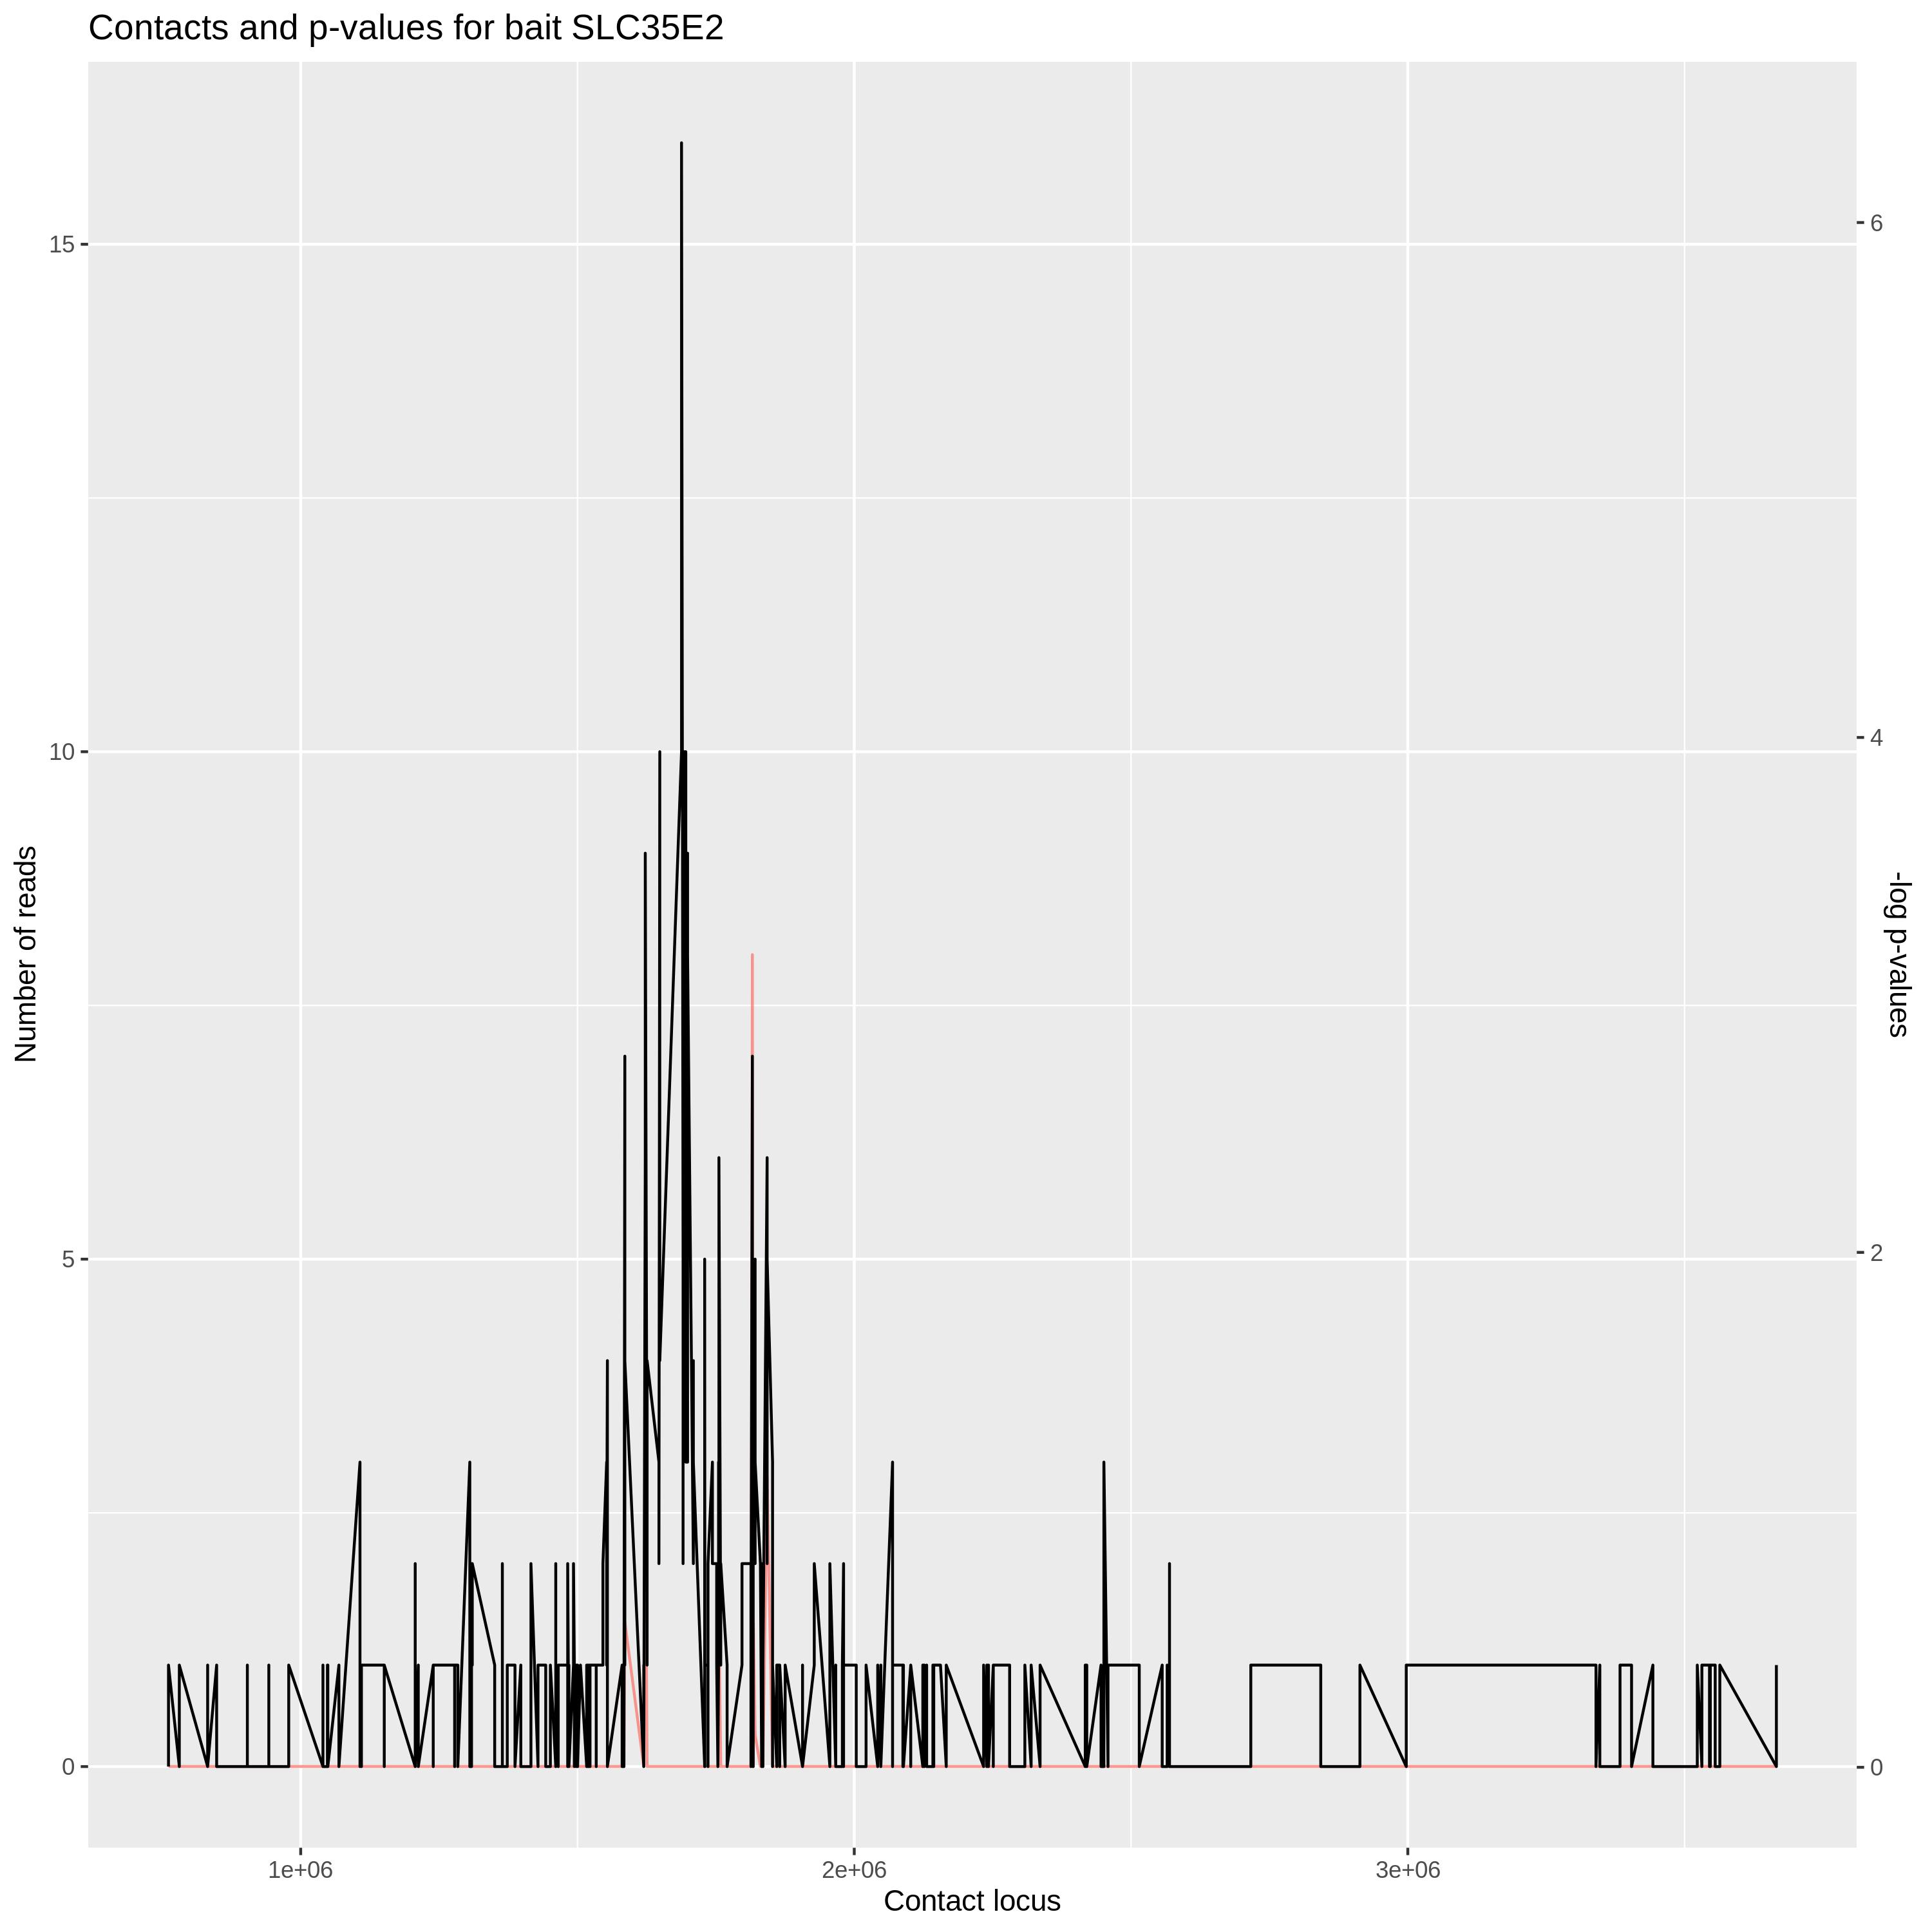 Contacts and p-values for bait SLC35E2
15
10
5
0
Number of reads
6
4
2
0
-log p-values
1e+06 2e+06 3e+06
Contact locus